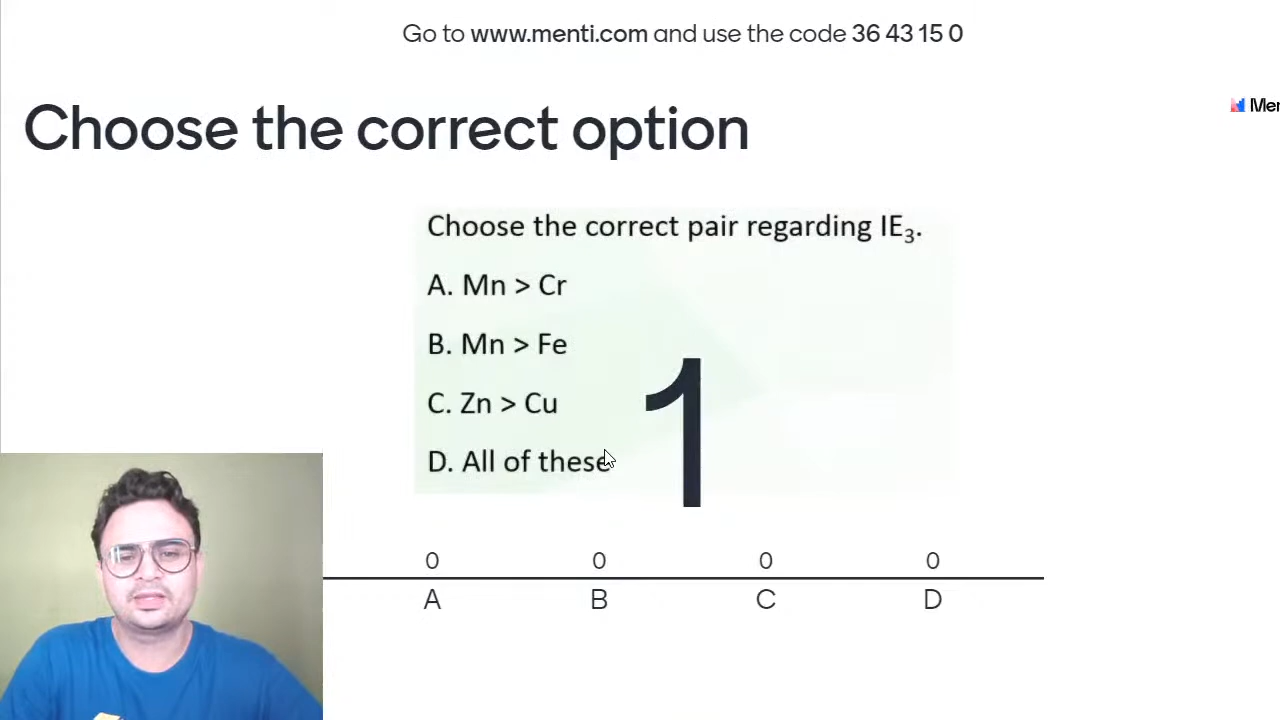 Go to www.menti.com and use the code 36 43 15 0
Choose the correct option
Choose the correct pair regarding IE₃.
A. Mn > Cr
B. Mn > Fe
C. Zn > Cu
D. All of these
1
0 0 0 0
A B C D